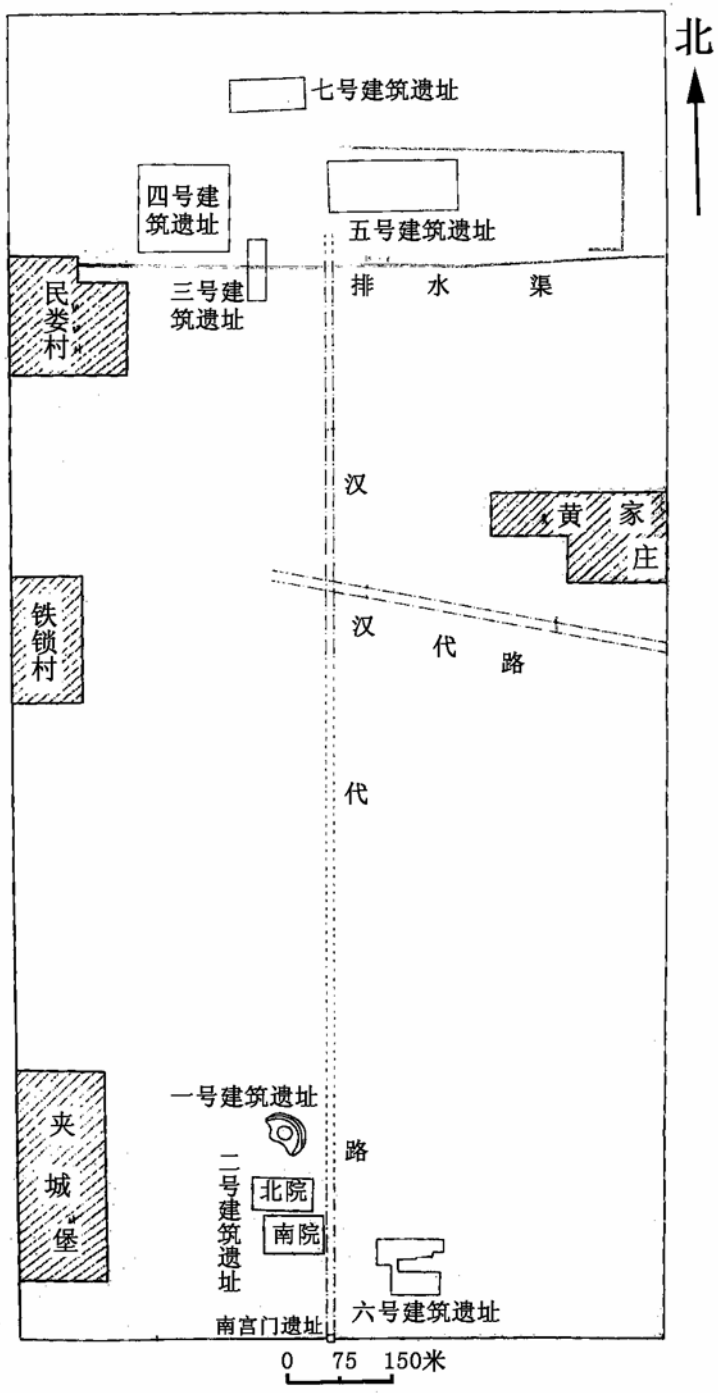 北
七号建筑遗址
四号建
筑遗址
五号建筑遗址
三号建
筑遗址
排水渠
民娄村
汉代路
黄家庄
汉代路
铁锁村
一号建筑遗址
夹城堡
二号建筑遗址
北院
南院
六号建筑遗址
南宫门遗址
0 75 150米